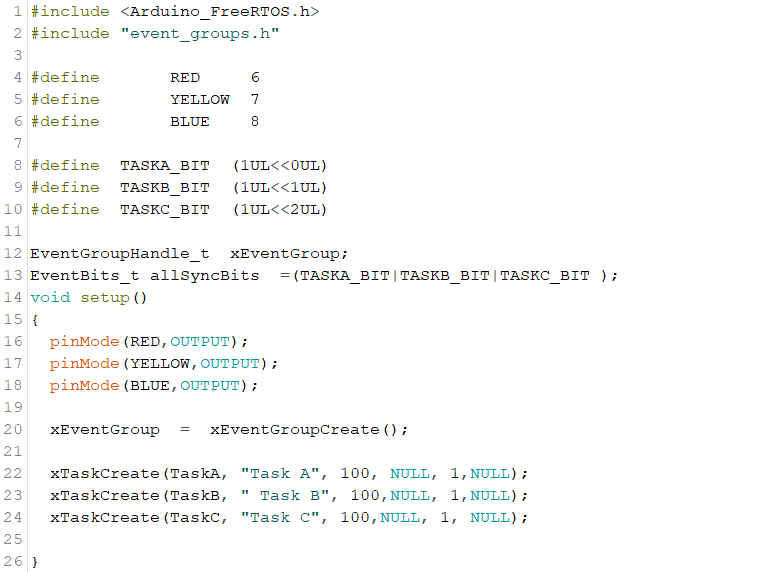 1 #include <Arduino_FreeRTOS.h>
2 #include "event_groups.h"
3
4 #define       RED     6
5 #define       YELLOW  7
6 #define       BLUE    8
7
8 #define  TASKA_BIT  (1UL<<0UL)
9 #define  TASKB_BIT  (1UL<<1UL)
10 #define  TASKC_BIT  (1UL<<2UL)
11
12 EventGroupHandle_t  xEventGroup;
13 EventBits_t allSyncBits  =(TASKA_BIT|TASKB_BIT|TASKC_BIT );
14 void setup()
15 {
16   pinMode(RED,OUTPUT);
17   pinMode(YELLOW,OUTPUT);
18   pinMode(BLUE,OUTPUT);
19
20   xEventGroup  =  xEventGroupCreate();
21
22   xTaskCreate(TaskA, "Task A", 100, NULL, 1,NULL);
23   xTaskCreate(TaskB, " Task B", 100,NULL, 1,NULL);
24   xTaskCreate(TaskC, "Task C", 100,NULL, 1, NULL);
25
26 }